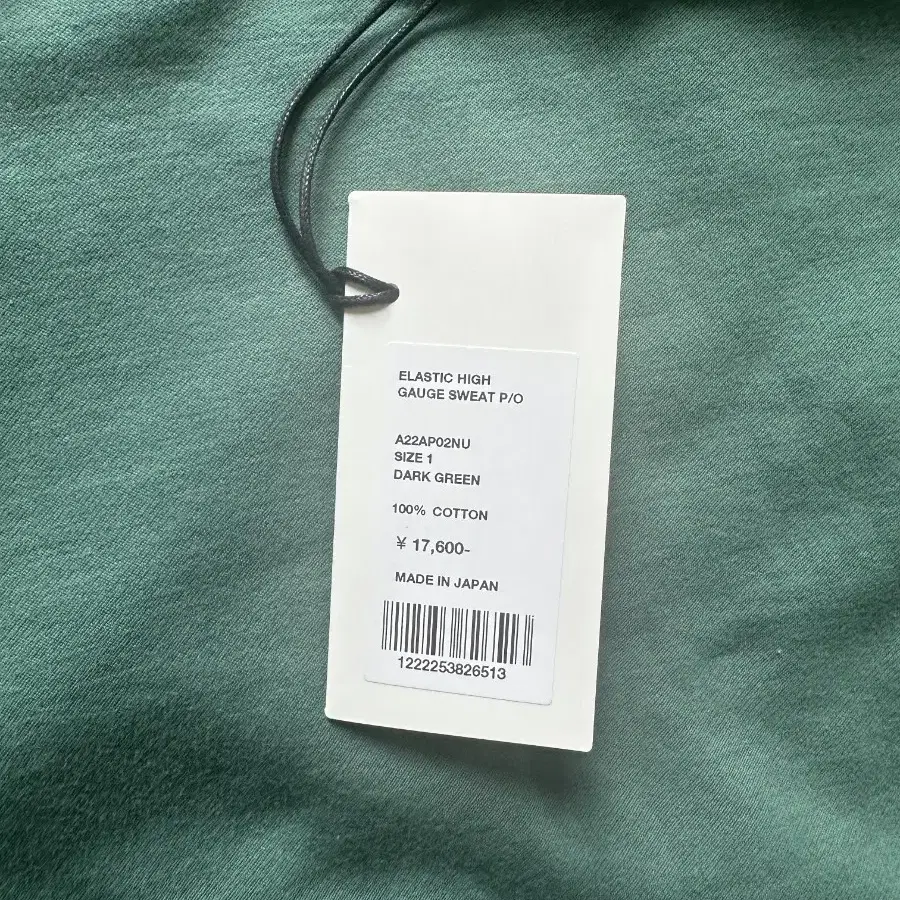 ELASTIC HIGH
GAUGE SWEAT P/O
A22AP02NU
SIZE 1
DARK GREEN
100% COTTON
¥ 17,600-
MADE IN JAPAN
1222253826513